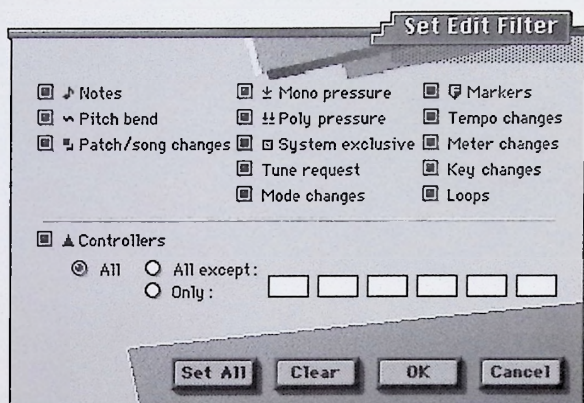 Set Edit Filter
Notes
Mono pressure
Markers
Pitch bend
Poly pressure
Tempo changes
Patch/song changes
System exclusive
Meter changes
Tune request
Key changes
Mode changes
Loops
Controllers
All
All except:
Only:
Set All
Clear
OK
Cancel